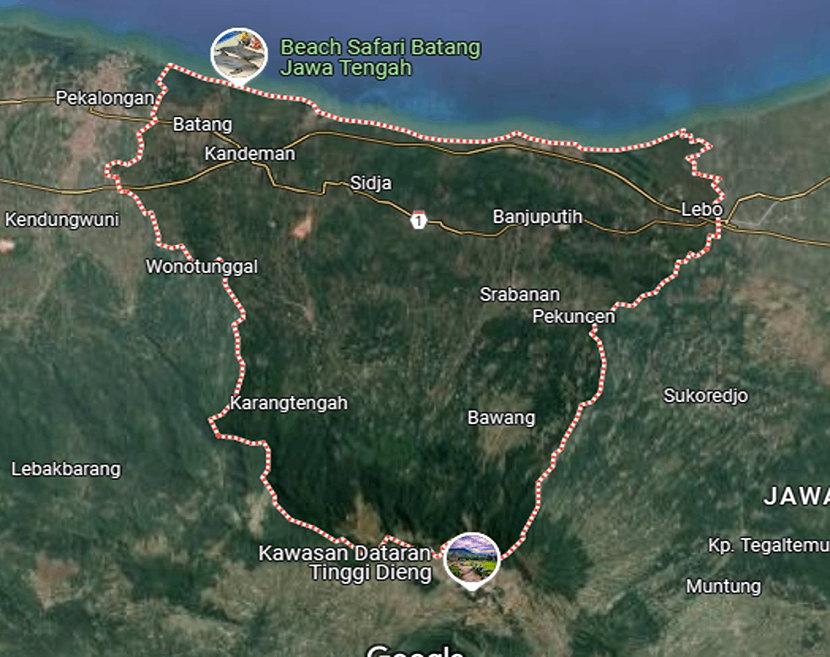 Beach Safari Batang
Jawa Tengah
Pekalongan
Batang
Kandeman
Sidja
1
Banjuputih
Lebo
Kendungwuni
Wonotunggal
Srabanan
Pekuncen
Karangtengah
Bawang
Sukoredjo
Lebakbarang
JAWA
Kawasan Dataran
Tinggi Dieng
Kp. Tegaltemu
Muntung
Google